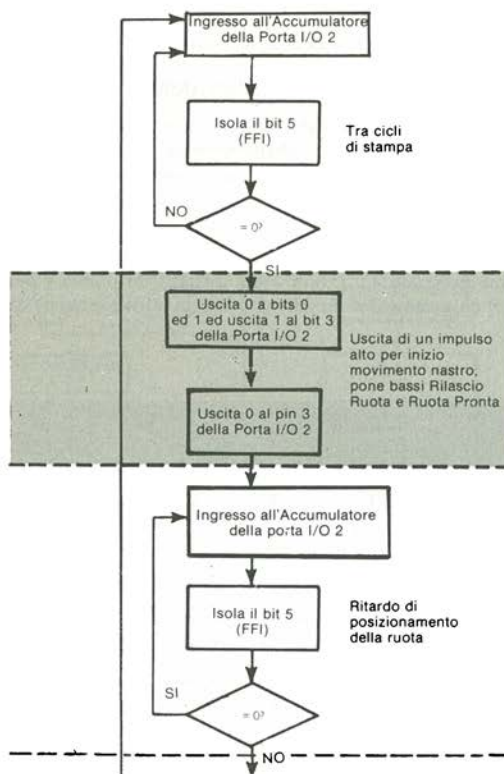 Ingresso all'Accumulatore
della Porta I/O 2
Isola il bit 5
(FFI)
Tra cicli
di stampa
NO
= 0?
SI
Uscita 0 a bits 0
ed 1 ed uscita 1 al bit 3
della Porta I/O 2
Uscita di un impulso
alto per inizio
movimento nastro,
pone bassi Rilascio
Ruota e Ruota Pronta
Uscita 0 al pin 3
della Porta I/O 2
Ingresso all'Accumulatore
della porta I/O 2
Isola il bit 5
(FFI)
Ritardo di
posizionamento
della ruota
SI
= 0?
NO